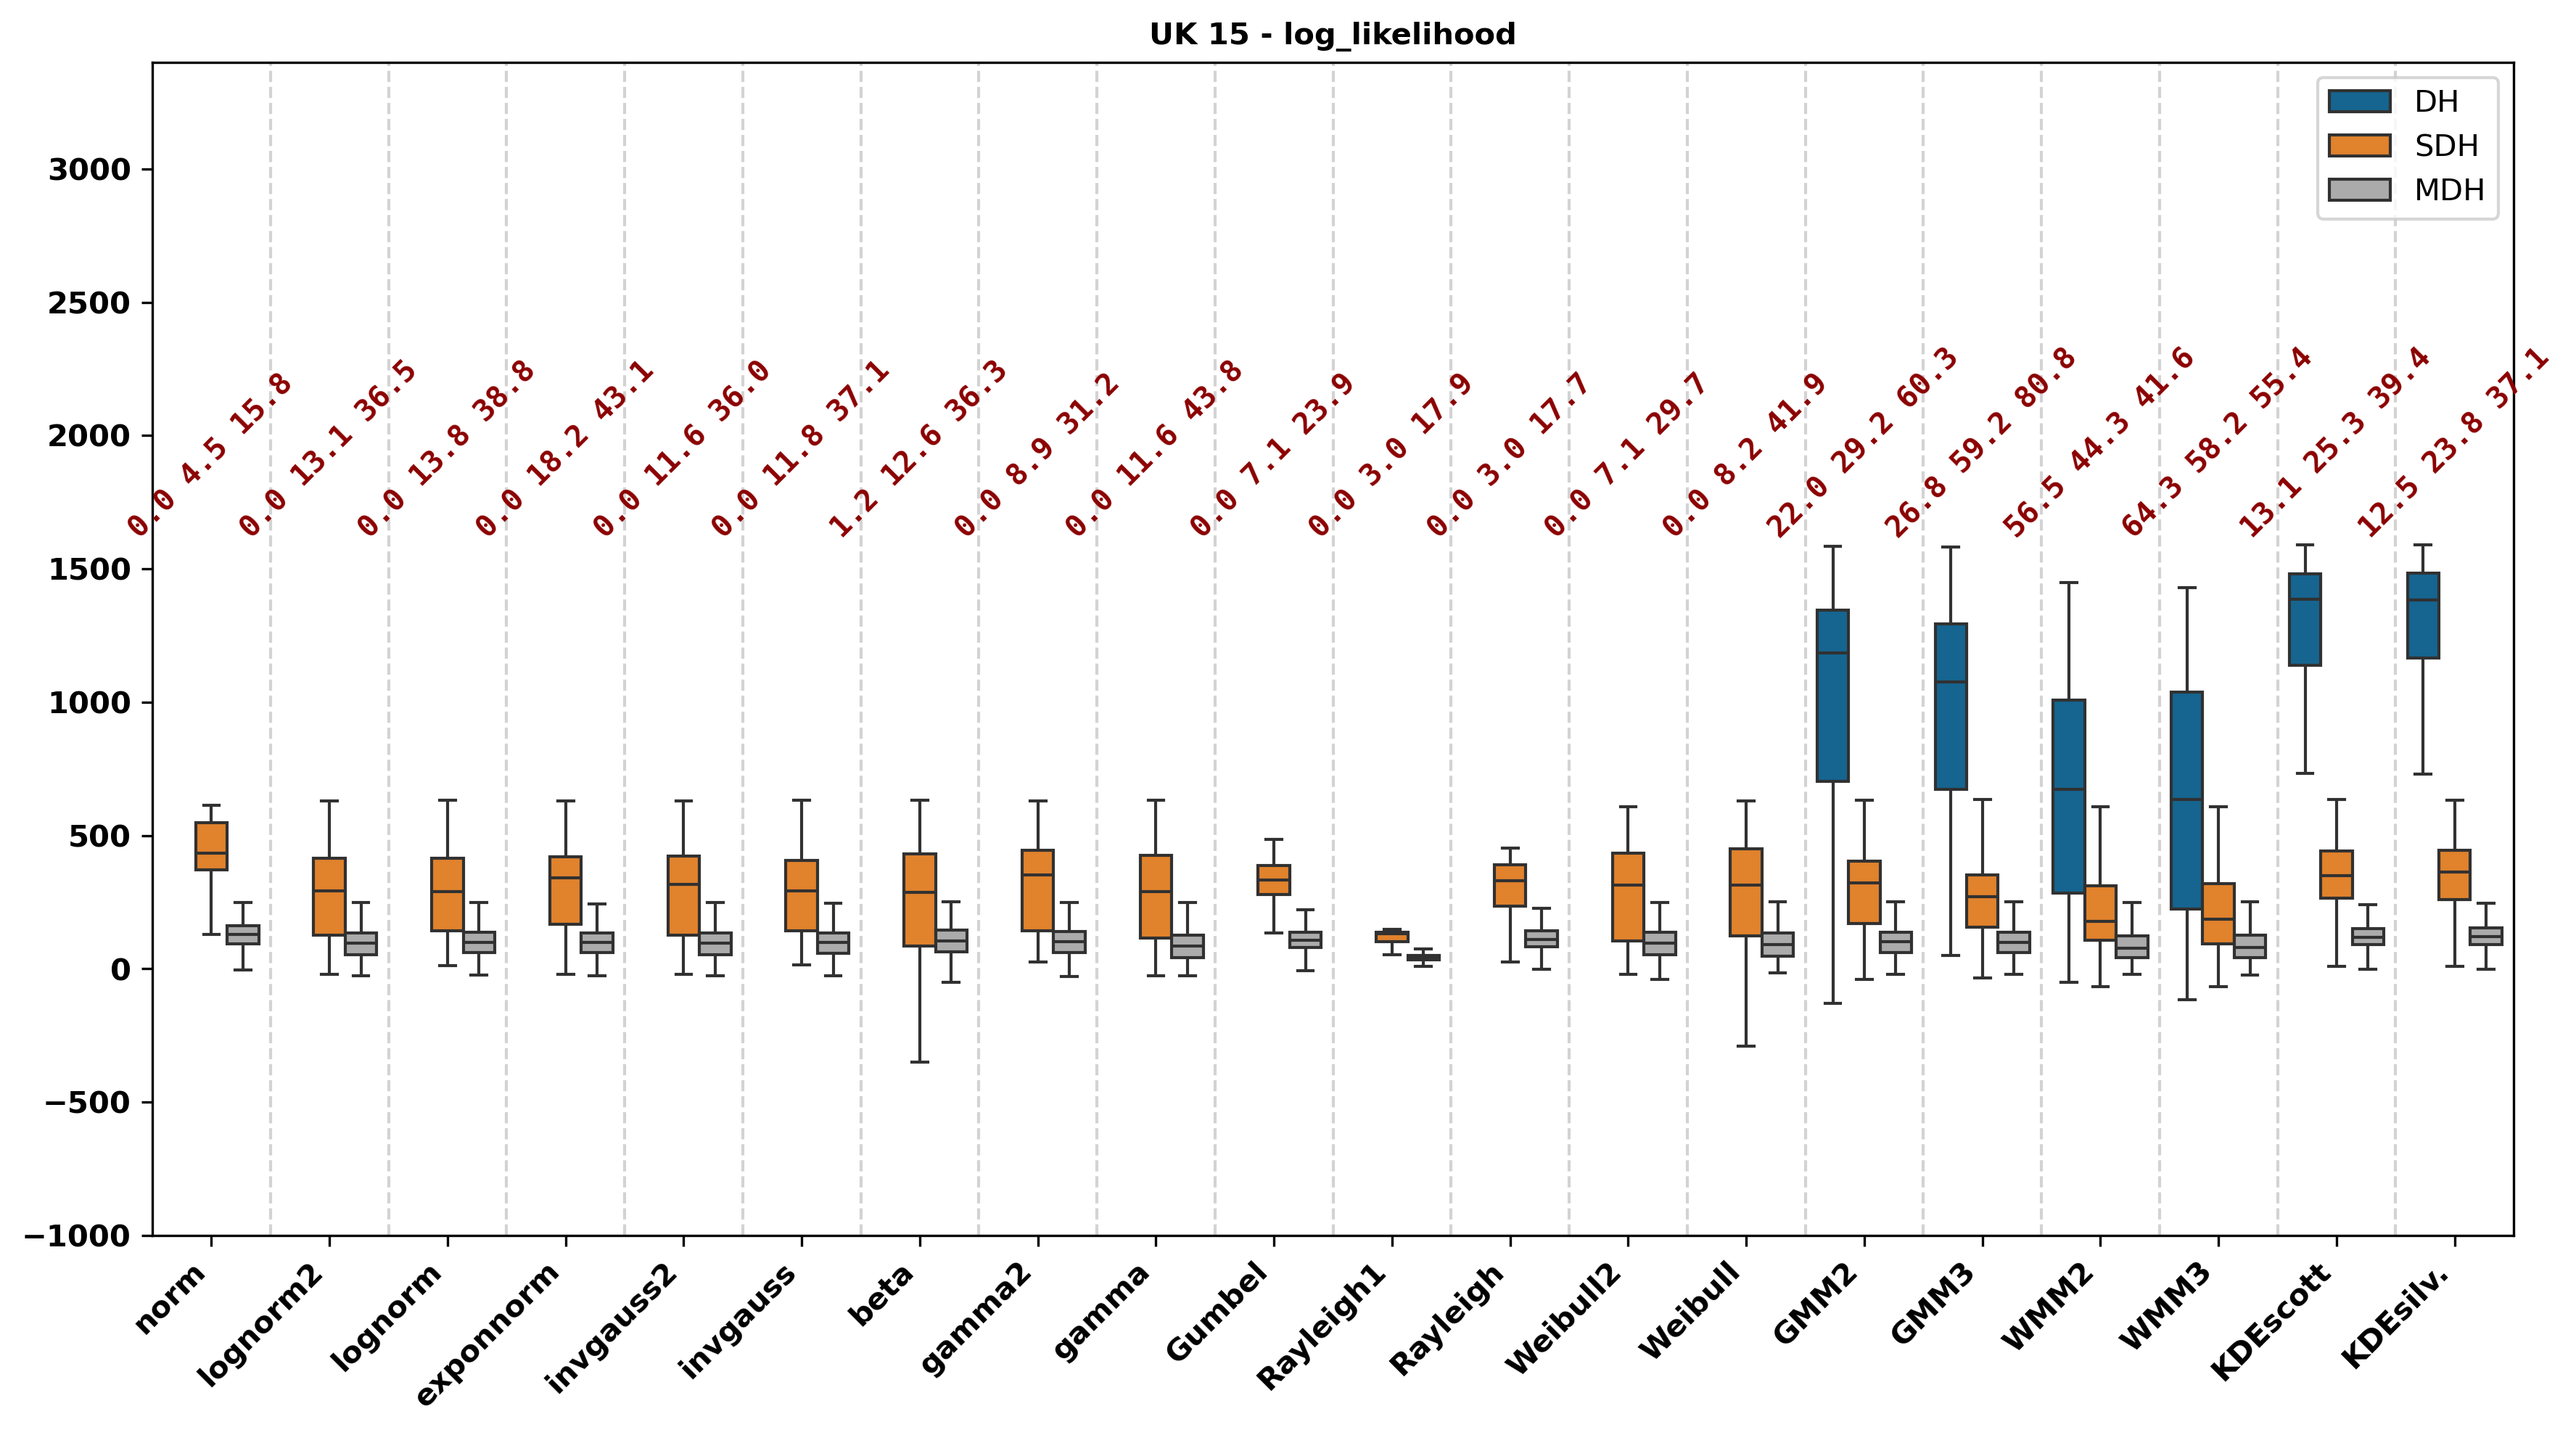 UK 15 - log_likelihood
DH
SDH
MDH
3000
2500
2000
1500
1000
500
0
−500
−1000
0.0 4.5 15.8
0.0 13.1 36.5
0.0 13.8 38.8
0.0 18.2 43.1
0.0 11.6 36.0
0.0 11.8 37.1
1.2 12.6 36.3
0.0 8.9 31.2
0.0 11.6 43.8
0.0 7.1 23.9
0.0 3.0 17.9
0.0 3.0 17.7
0.0 7.1 29.7
0.0 8.2 41.9
22.0 29.2 60.3
26.8 59.2 80.8
56.5 44.3 41.6
64.3 58.2 55.4
13.1 25.3 39.4
12.5 23.8 37.1
norm
lognorm2
lognorm
exponnorm
invgauss2
invgauss
beta
gamma2
gamma
Gumbel
Rayleigh1
Rayleigh
Weibull2
Weibull
GMM2
GMM3
WMM2
WMM3
KDEscott
KDEsilv.